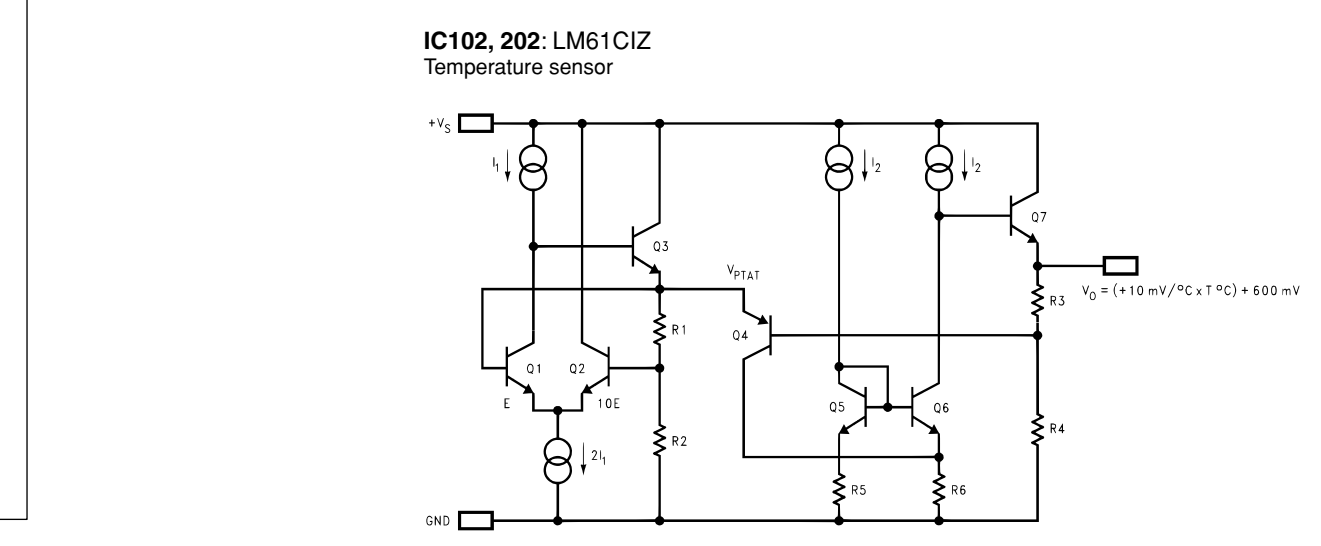 IC102, 202: LM61CIZ
Temperature sensor
+VS
I1
I2
I2
Q7
Q3
VPTAT
VO = (+10 mV/°C x T °C) + 600 mV
R3
R1
Q4
Q1
Q2
E
10E
Q5
Q6
R4
R2
2I1
R5
R6
GND